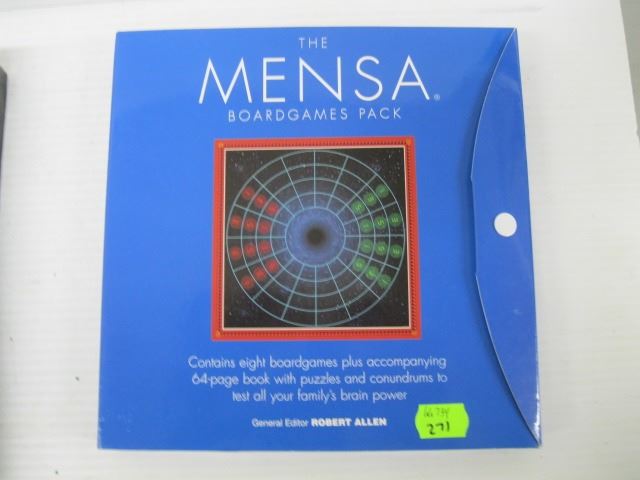 THE
MENSA®
BOARDGAMES PACK
Contains eight boardgames plus accompanying
64-page book with puzzles and conundrums to
test all your family's brain power
General Editor ROBERT ALLEN
271